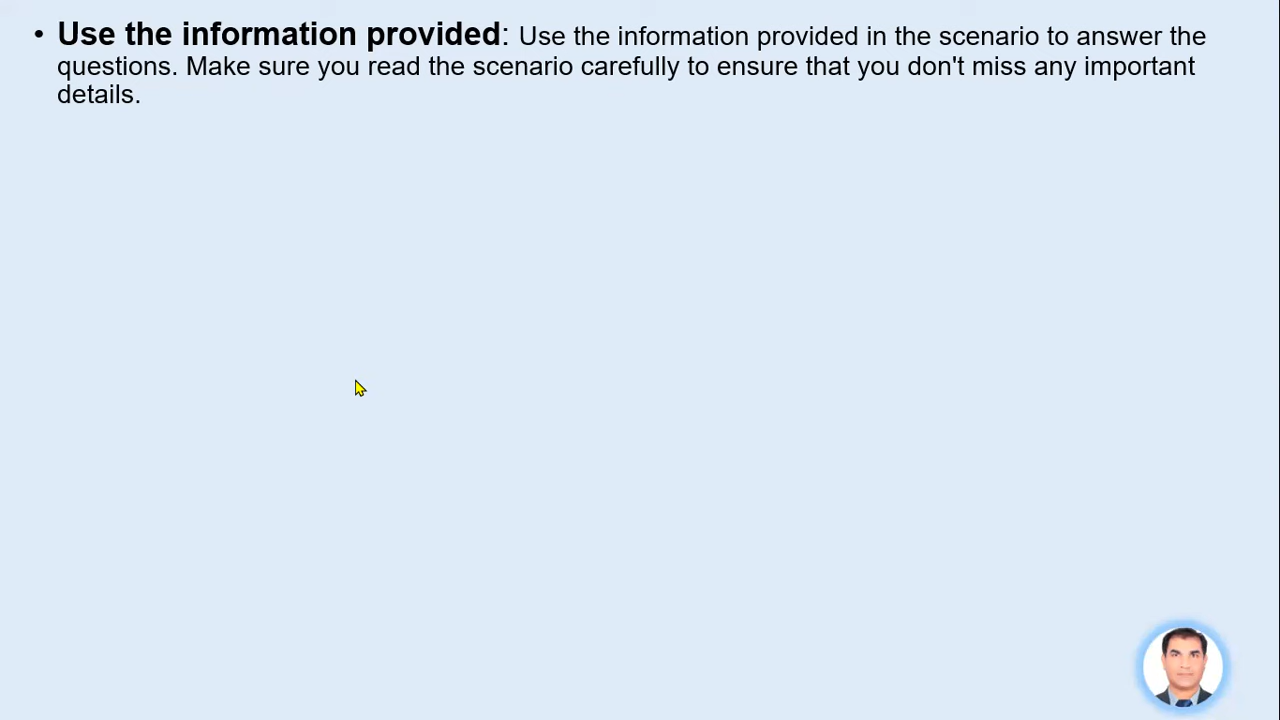 • Use the information provided: Use the information provided in the scenario to answer the
questions. Make sure you read the scenario carefully to ensure that you don't miss any important
details.